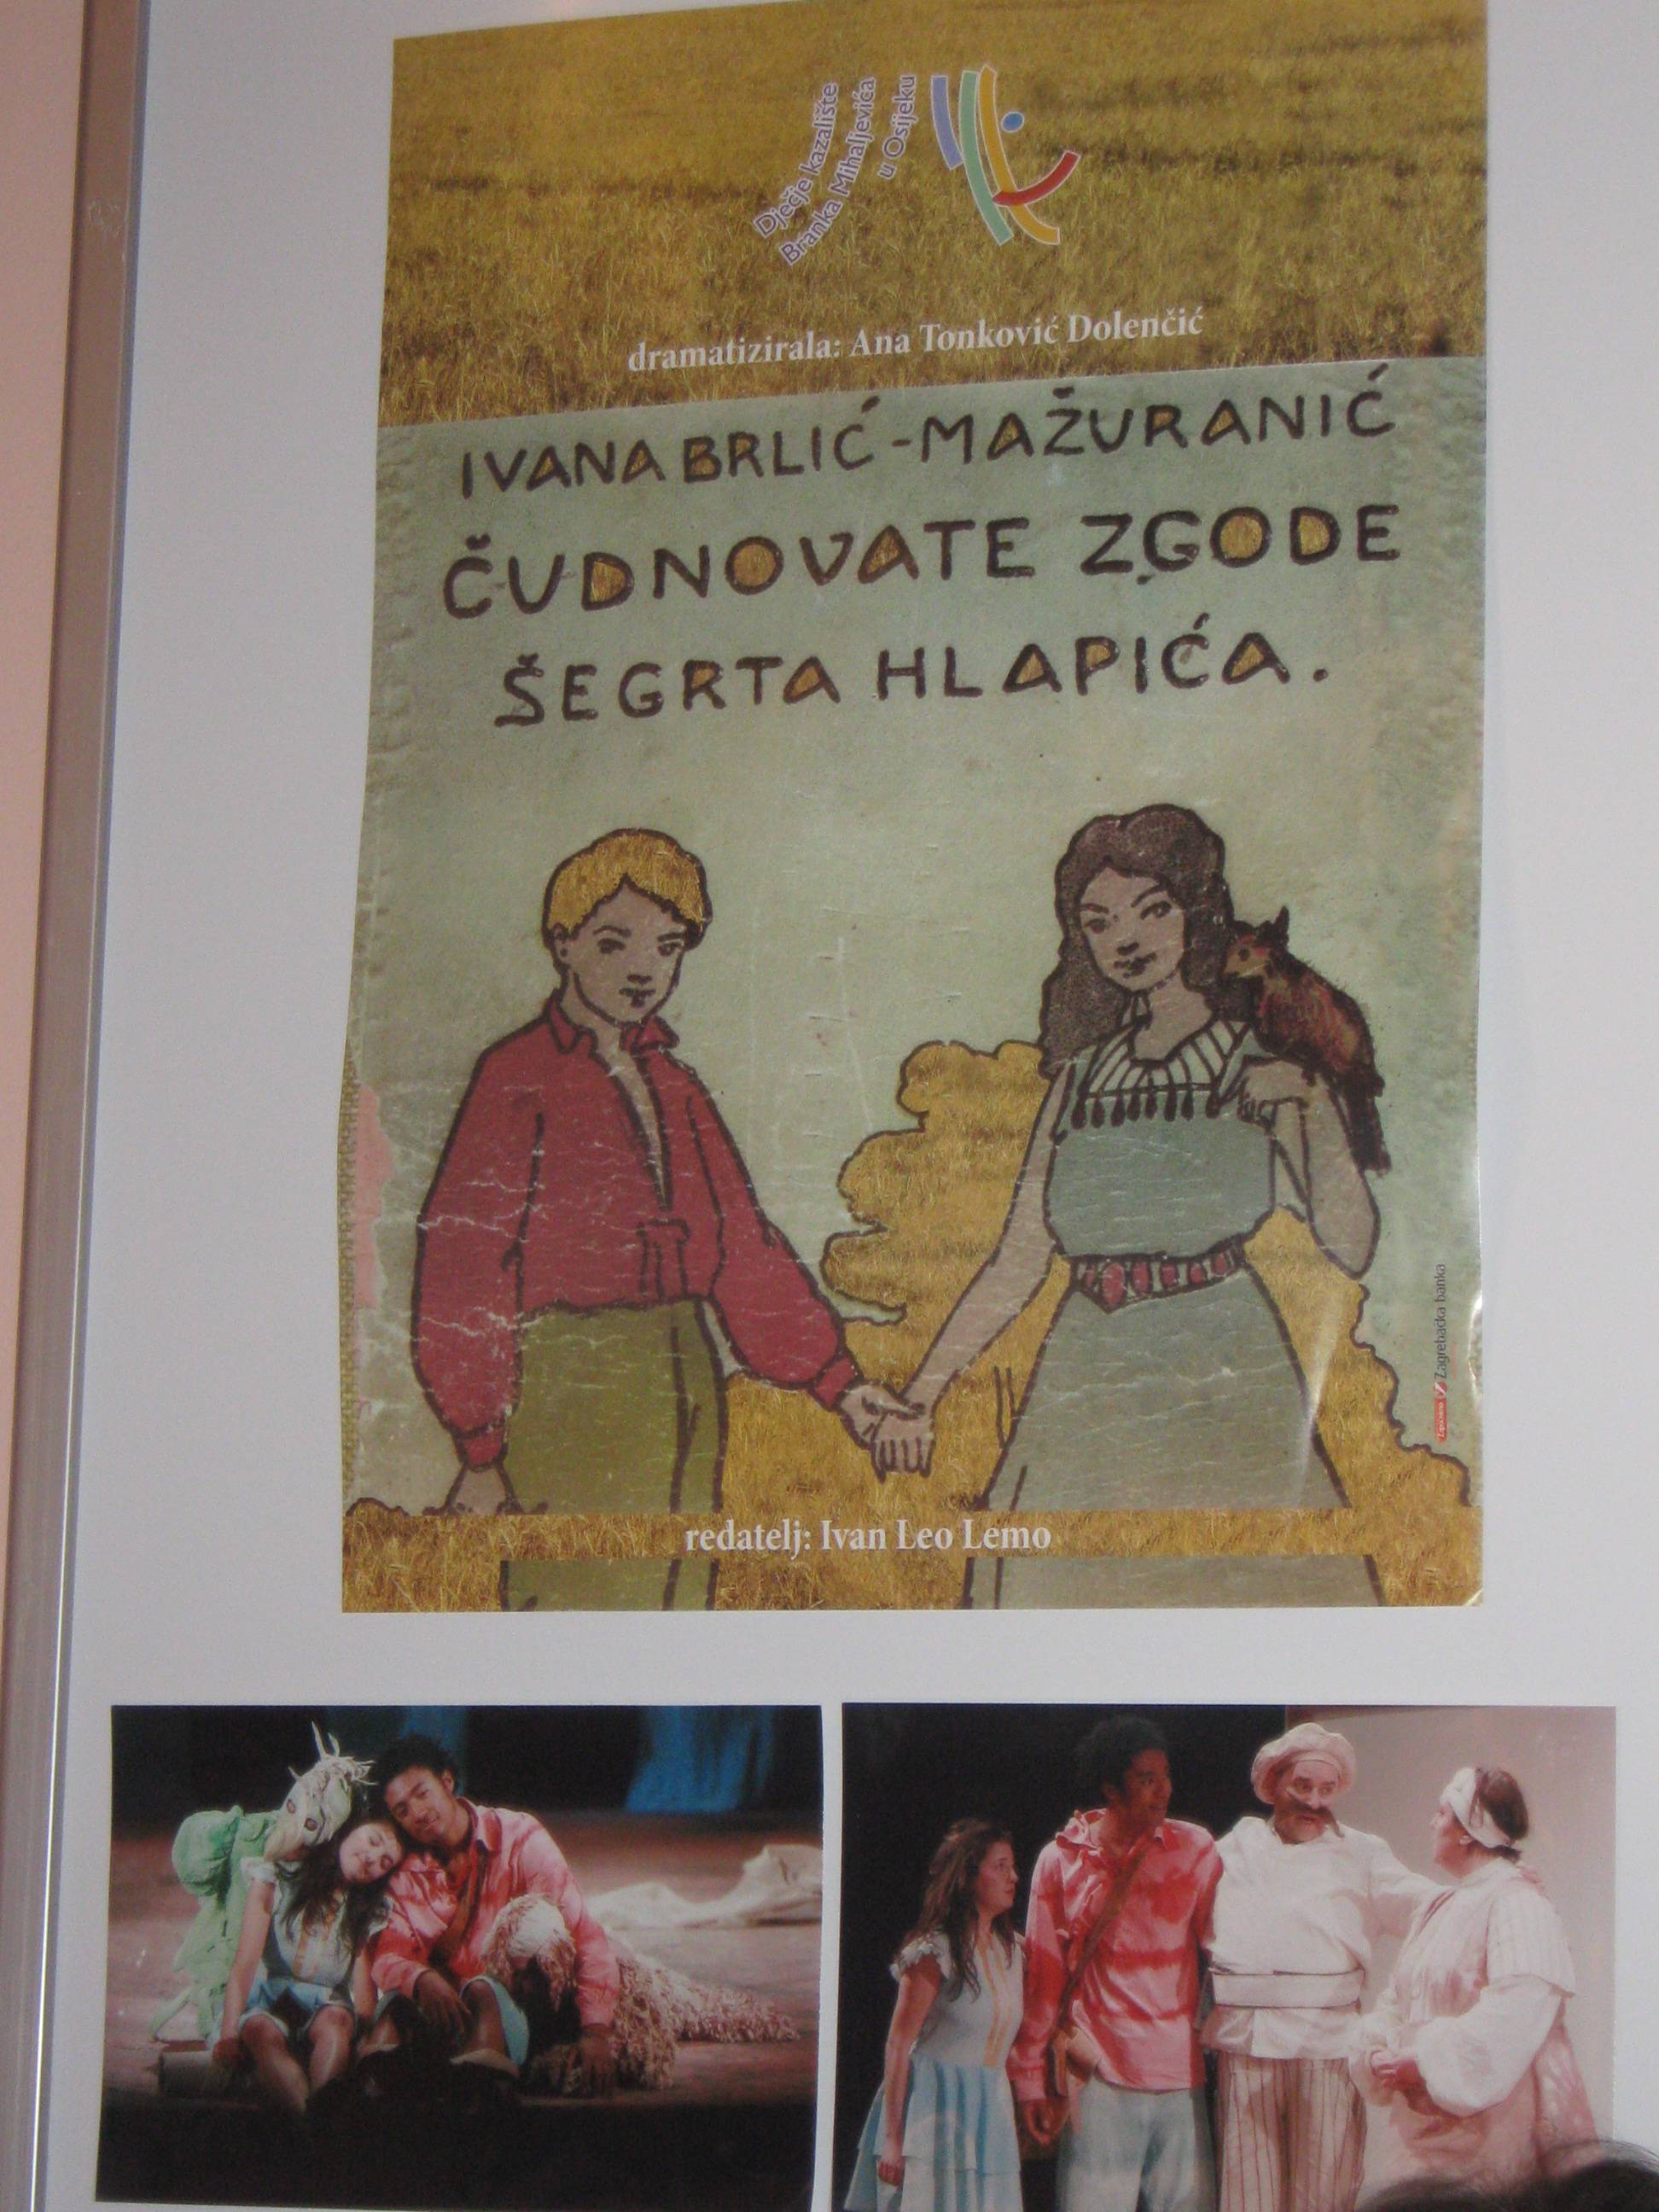 Dječje kazalište
Branka Mihaljevića
u Osijeku
dramatizirala: Ana Tonković Dolenčić
IVANA BRLIĆ-MAŽURANIĆ
ČUDNOVATE ZGODE
ŠEGRTA HLAPIĆA.
Zagrebačka banka
redatelj: Ivan Leo Lemo